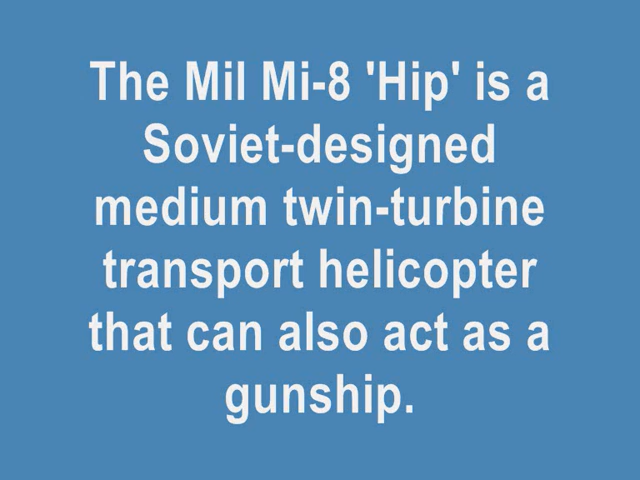 The Mil Mi-8 'Hip' is a
Soviet-designed
medium twin-turbine
transport helicopter
that can also act as a
gunship.